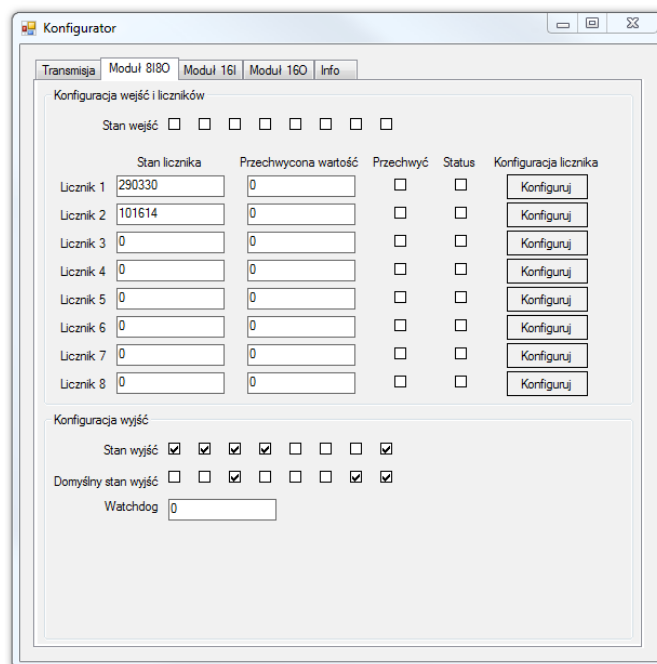 Konfigurator
Transmisja Moduł 8I8O Moduł 16I Moduł 16O Info
Konfiguracja wejść i liczników
Stan wejść
Stan licznika Przechwycona wartość Przechwyć Status Konfiguracja licznika
Licznik 1 290330 0 Konfiguruj
Licznik 2 101614 0 Konfiguruj
Licznik 3 0 0 Konfiguruj
Licznik 4 0 0 Konfiguruj
Licznik 5 0 0 Konfiguruj
Licznik 6 0 0 Konfiguruj
Licznik 7 0 0 Konfiguruj
Licznik 8 0 0 Konfiguruj
Konfiguracja wyjść
Stan wyjść
Domyślny stan wyjść
Watchdog 0